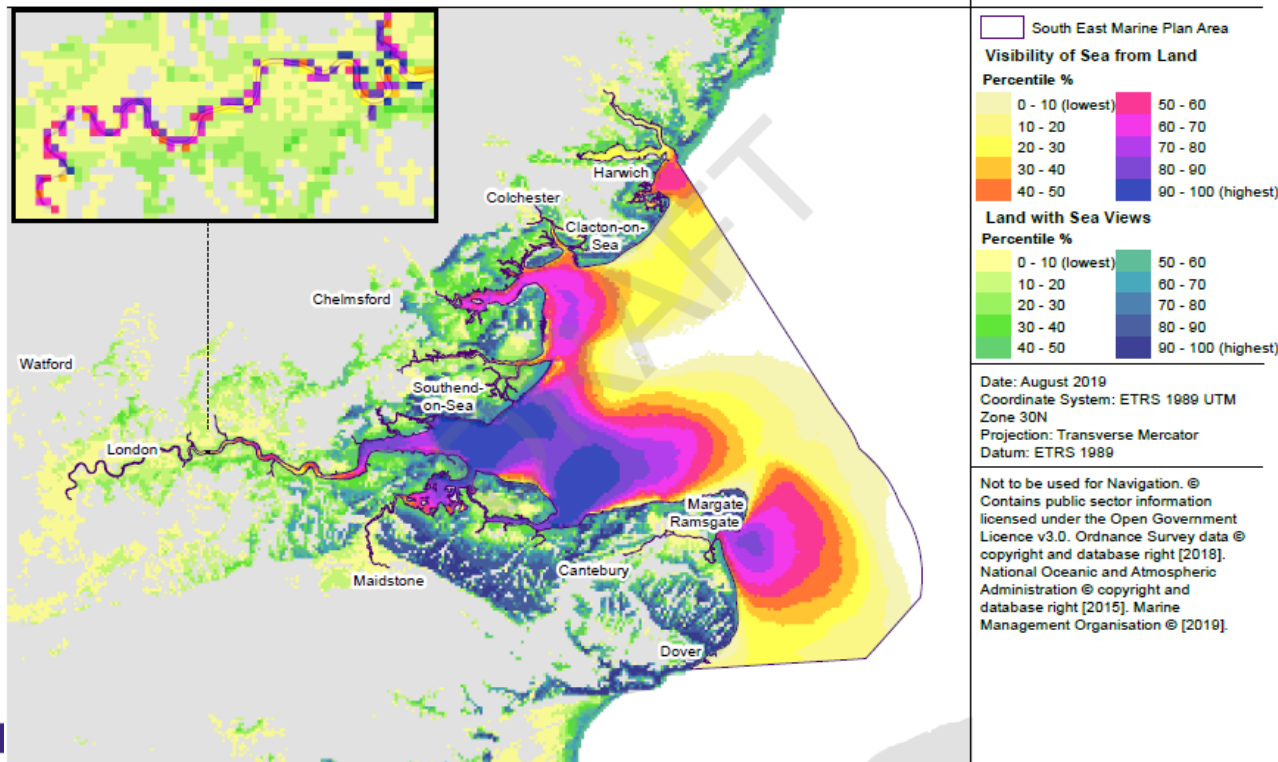 Harwich
Colchester
Clacton-on-
Sea
Chelmsford
Watford
Southend-
on-Sea
London
Margate
Ramsgate
Cantebury
Maidstone
Dover
DRAFT
South East Marine Plan Area
Visibility of Sea from Land
Percentile %
0 - 10 (lowest)
10 - 20
20 - 30
30 - 40
40 - 50
50 - 60
60 - 70
70 - 80
80 - 90
90 - 100 (highest)
Land with Sea Views
Percentile %
0 - 10 (lowest)
10 - 20
20 - 30
30 - 40
40 - 50
50 - 60
60 - 70
70 - 80
80 - 90
90 - 100 (highest)
Date: August 2019
Coordinate System: ETRS 1989 UTM
Zone 30N
Projection: Transverse Mercator
Datum: ETRS 1989
Not to be used for Navigation. ©
Contains public sector information
licensed under the Open Government
Licence v3.0. Ordnance Survey data ©
copyright and database right [2018].
National Oceanic and Atmospheric
Administration © copyright and
database right [2015]. Marine
Management Organisation © [2019].